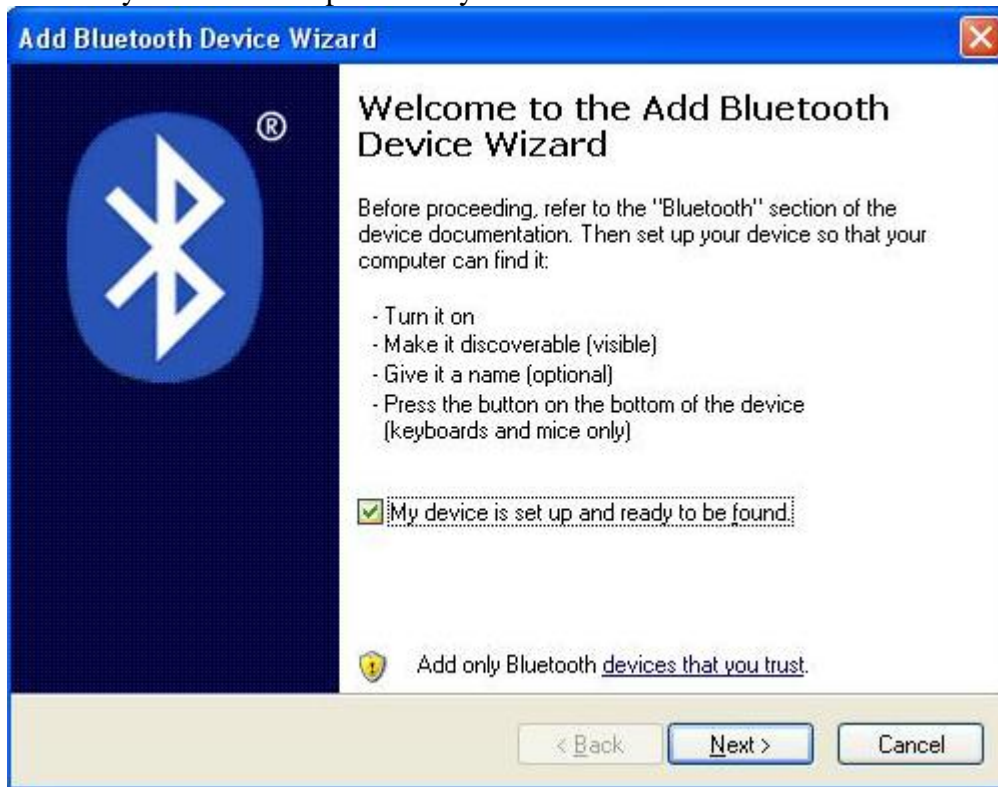 Add Bluetooth Device Wizard
®
Welcome to the Add Bluetooth
Device Wizard
Before proceeding, refer to the "Bluetooth" section of the
device documentation. Then set up your device so that your
computer can find it:
- Turn it on
- Make it discoverable (visible)
- Give it a name (optional)
- Press the button on the bottom of the device
(keyboards and mice only)
My device is set up and ready to be found.
Add only Bluetooth devices that you trust.
< Back Next > Cancel